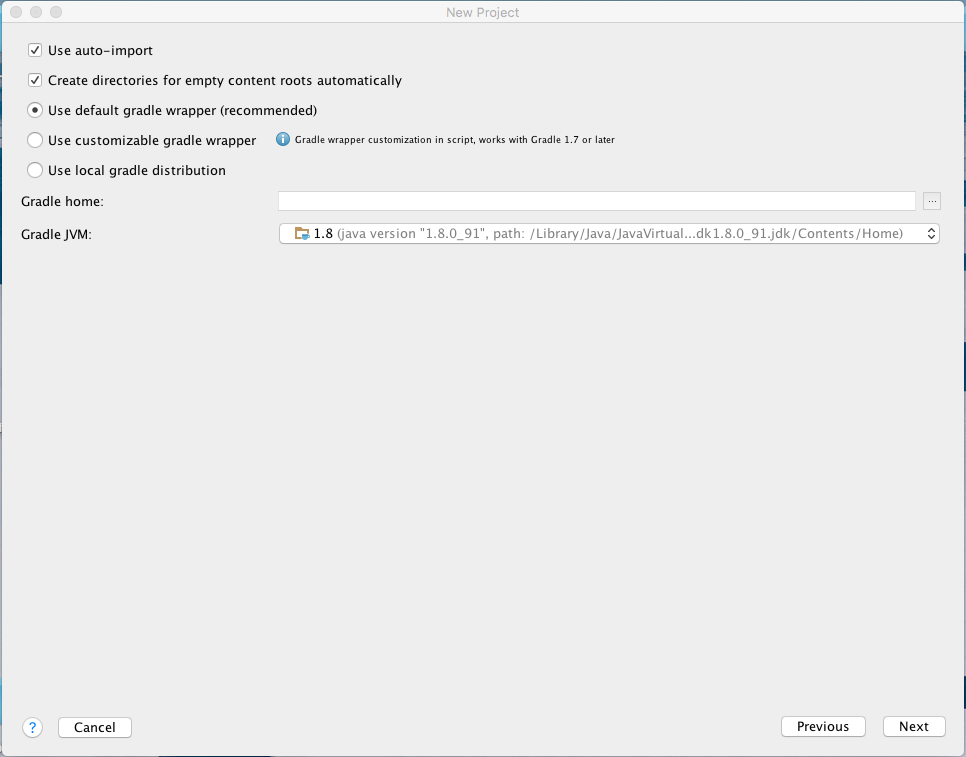 New Project
Use auto-import
Create directories for empty content roots automatically
Use default gradle wrapper (recommended)
Use customizable gradle wrapper Gradle wrapper customization in script, works with Gradle 1.7 or later
Use local gradle distribution
Gradle home: ...
Gradle JVM: 1.8 (java version "1.8.0_91", path: /Library/Java/JavaVirtual...dk1.8.0_91.jdk/Contents/Home)
? Cancel Previous Next